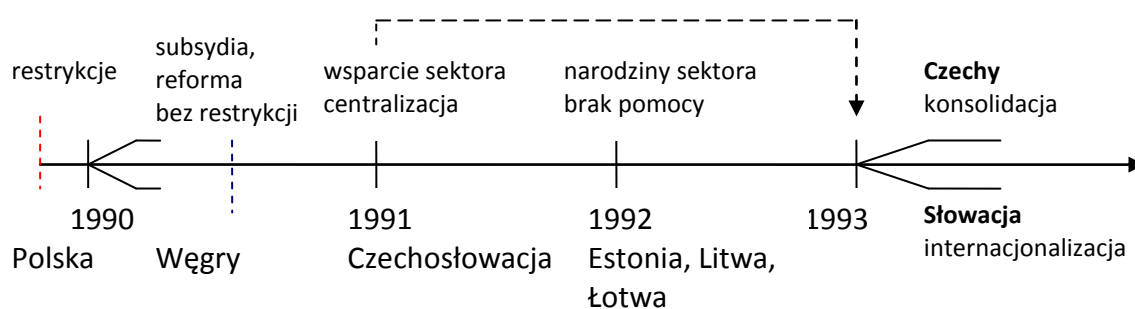 restrykcje
subsydia,
reforma
bez restrykcji
wsparcie sektora
centralizacja
narodziny sektora
brak pomocy
Czechy
konsolidacja
1990
1991
1992
1993
Polska
Węgry
Czechosłowacja
Estonia, Litwa,
Łotwa
Słowacja
internacjonalizacja